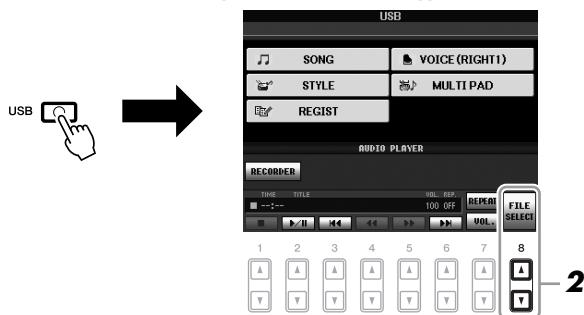 USB
USB
SONG
VOICE(RIGHT1)
STYLE
MULTI PAD
REGIST
AUDIO PLAYER
RECORDER
TIME TITLE VOL. REP.
--:-- 100 OFF
REPEAT
FILE SELECT
VOL.
1 2 3 4 5 6 7 8
2